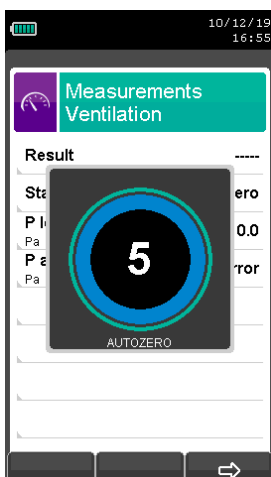 10/12/19
16:55
Measurements
Ventilation
Result -----
Sta ero
P l 0.0
Pa
P a rror
Pa
5
AUTOZERO